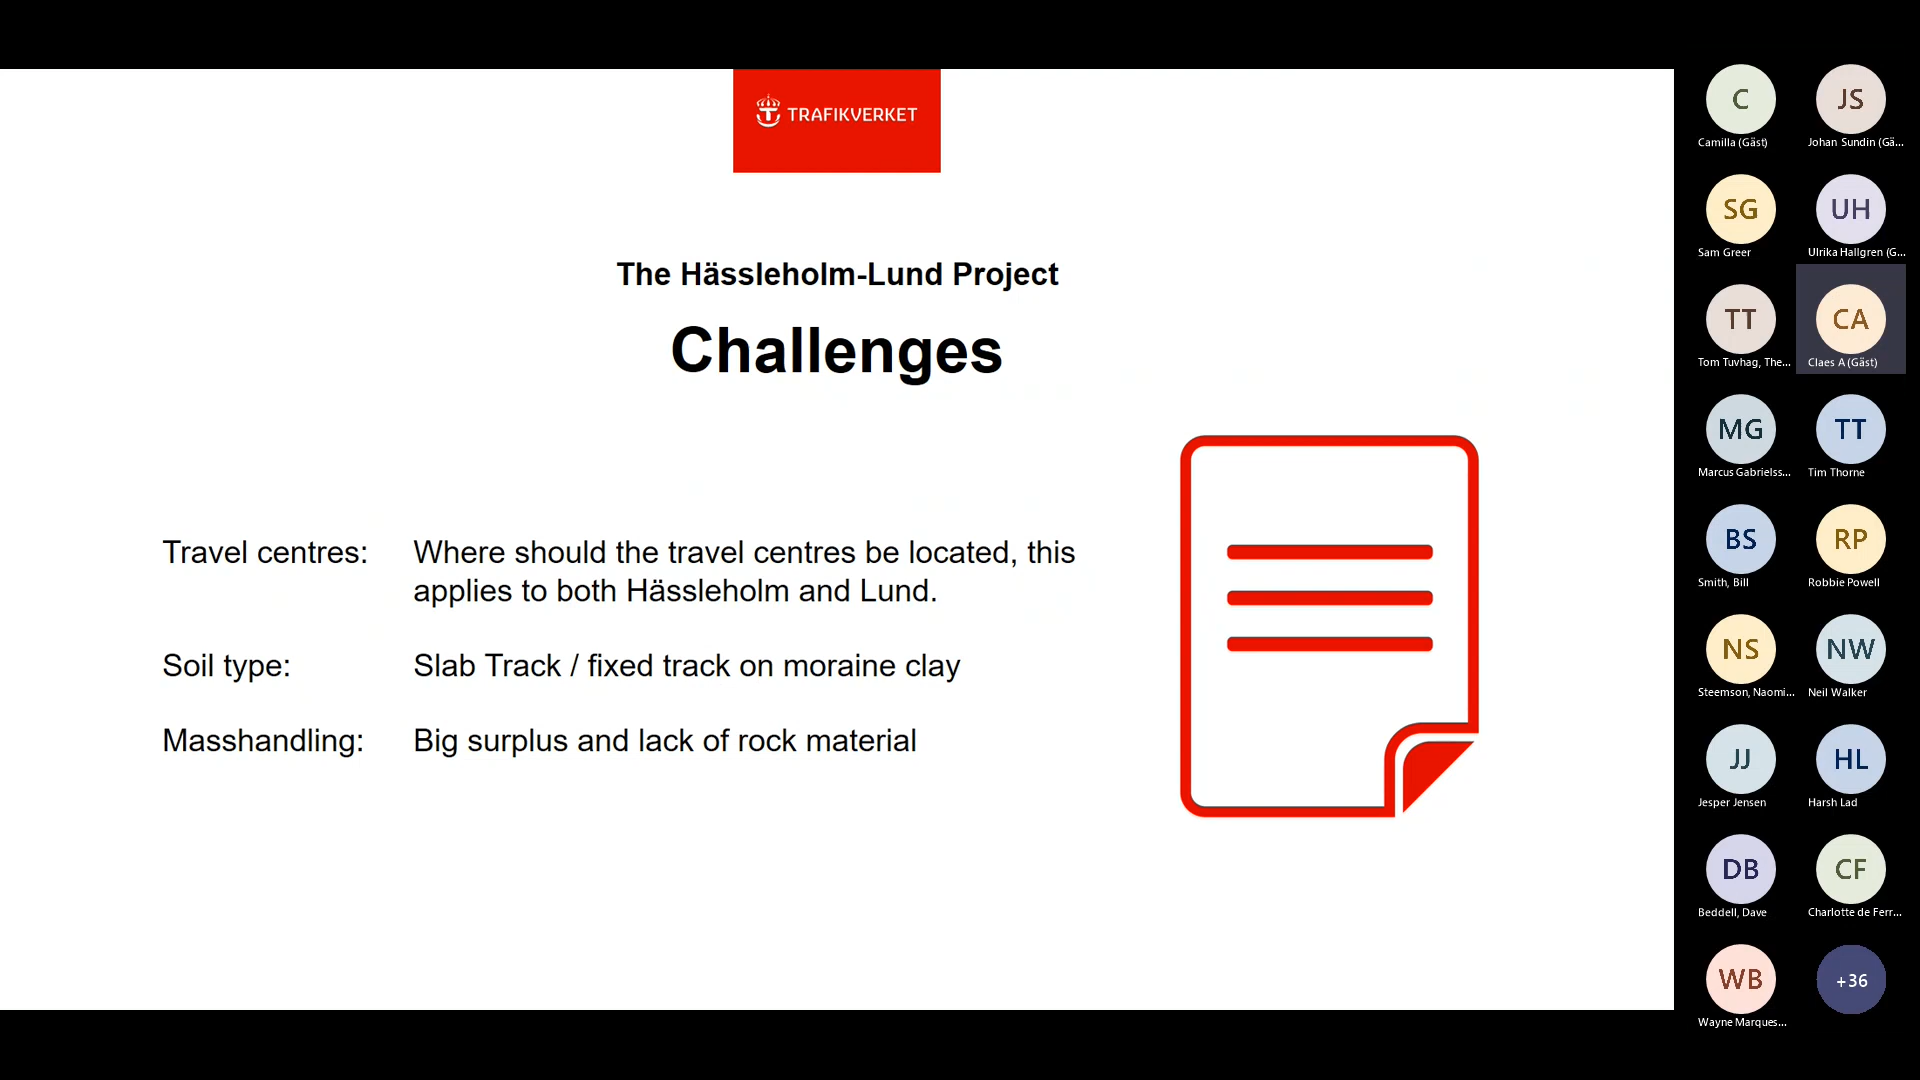 TRAFIKVERKET
The Hässleholm-Lund Project
Challenges
Travel centres: Where should the travel centres be located, this
applies to both Hässleholm and Lund.
Soil type: Slab Track / fixed track on moraine clay
Masshandling: Big surplus and lack of rock material
C JS
Camilla (Gäst) Johan Sundin (Gä...
SG UH
Sam Greer Ulrika Hallgren (G...
TT CA
Tom Tuvhag, The... Claes A (Gäst)
MG TT
Marcus Gabrielss... Tim Thorne
BS RP
Smith, Bill Robbie Powell
NS NW
Steemson, Naomi... Neil Walker
JJ HL
Jesper Jensen Harsh Lad
DB CF
Beddell, Dave Charlotte de Ferr...
WB +36
Wayne Marques...